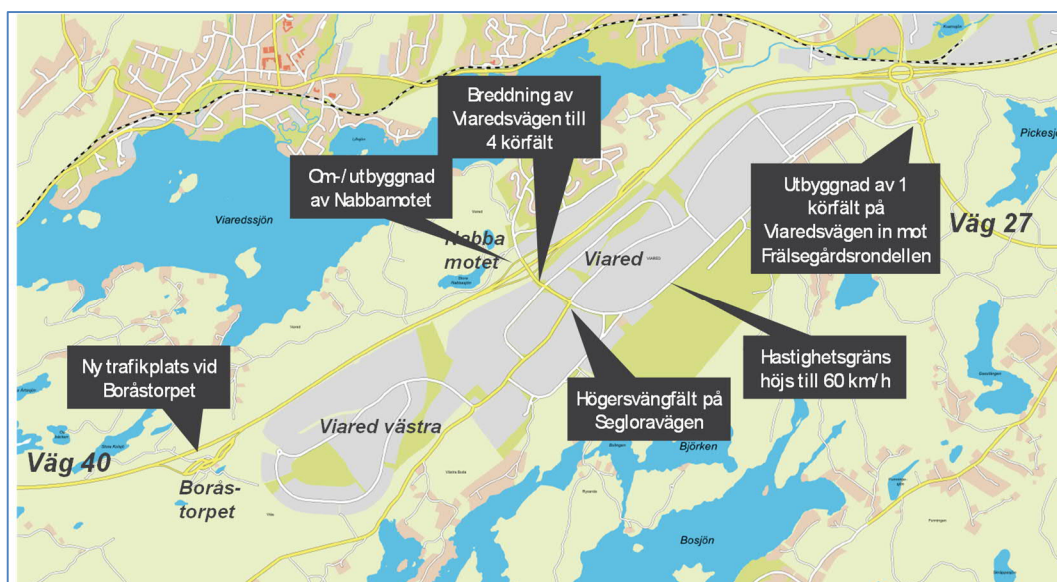 Breddning av
Viaredsvägen till
4 körfält
Om-/utbyggnad
av Nabbamotet
Viaredssjön
Nabba
motet
Viared
VIARED
Pickesjö
Utbyggnad av 1
körfält på
Viaredsvägen in mot
Frälsegårdsrondellen
Väg 27
Ny trafikplats vid
Boråstorpet
Hastighetsgräns
höjs till 60 km/h
Högersvängfält på
Segloravägen
Viared västra
Väg 40
Borås-
torpet
Björken
Bosjön